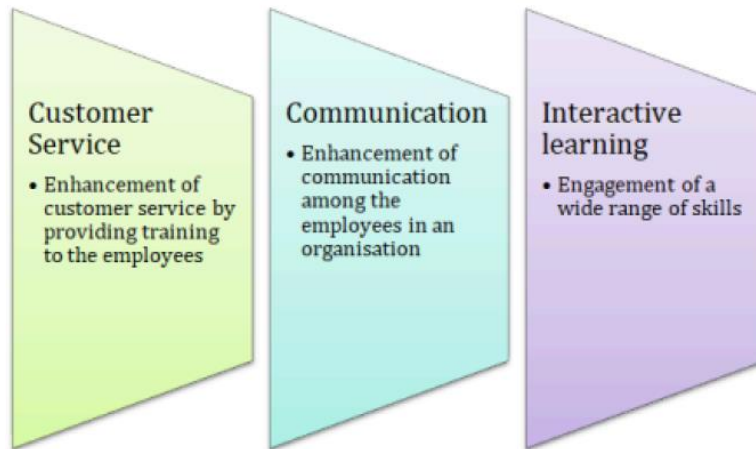 Customer
Service
• Enhancement of
customer service by
providing training
to the employees
Communication
• Enhancement of
communication
among the
employees in an
organisation
Interactive
learning
• Engagement of a
wide range of skills